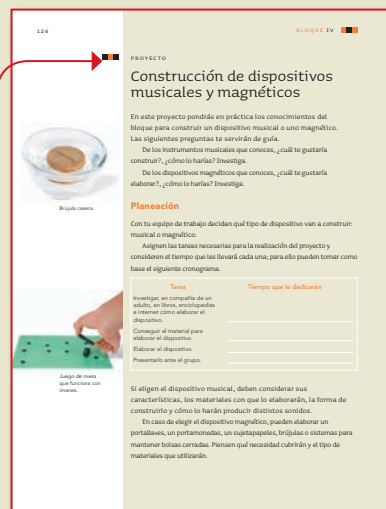 126
BLOQUE IV
PROYECTO
Construcción de dispositivos
musicales y magnéticos
En este proyecto pondrás en práctica los conocimientos del
bloque para construir un dispositivo musical o uno magnético.
Las siguientes preguntas te servirán de guía.
De los instrumentos musicales que conoces, ¿cuál te gustaría
construir?, ¿cómo lo harías? Investiga.
De los dispositivos magnéticos que conoces, ¿cuál te gustaría
elaborar?, ¿cómo lo harías? Investiga.
Brújula casera.
Planeación
Con tu equipo de trabajo decidan qué tipo de dispositivo van a construir:
musical o magnético.
Asignen las tareas necesarias para la realización del proyecto y
consideren el tiempo que les llevará cada una; para ello pueden tomar como
base el siguiente cronograma.
Tarea
Tiempo que le dedicarán
Investigar, en compañía de un
adulto, en libros, enciclopedias
e internet cómo elaborar el
dispositivo.
Conseguir el material para
elaborar el dispositivo.
Elaborar el dispositivo.
Presentarlo ante el grupo.
Juego de mesa
que funciona con
imanes.
Si eligen el dispositivo musical, deben considerar sus
características, los materiales con que lo elaborarán, la forma de
construirlo y cómo lo harán producir distintos sonidos.
En caso de elegir el dispositivo magnético, pueden elaborar un
portallaves, un portamonedas, un sujetapapeles, brújulas o sistemas para
mantener bolsas cerradas. Piensen qué necesidad cubrirán y el tipo de
materiales que utilizarán.